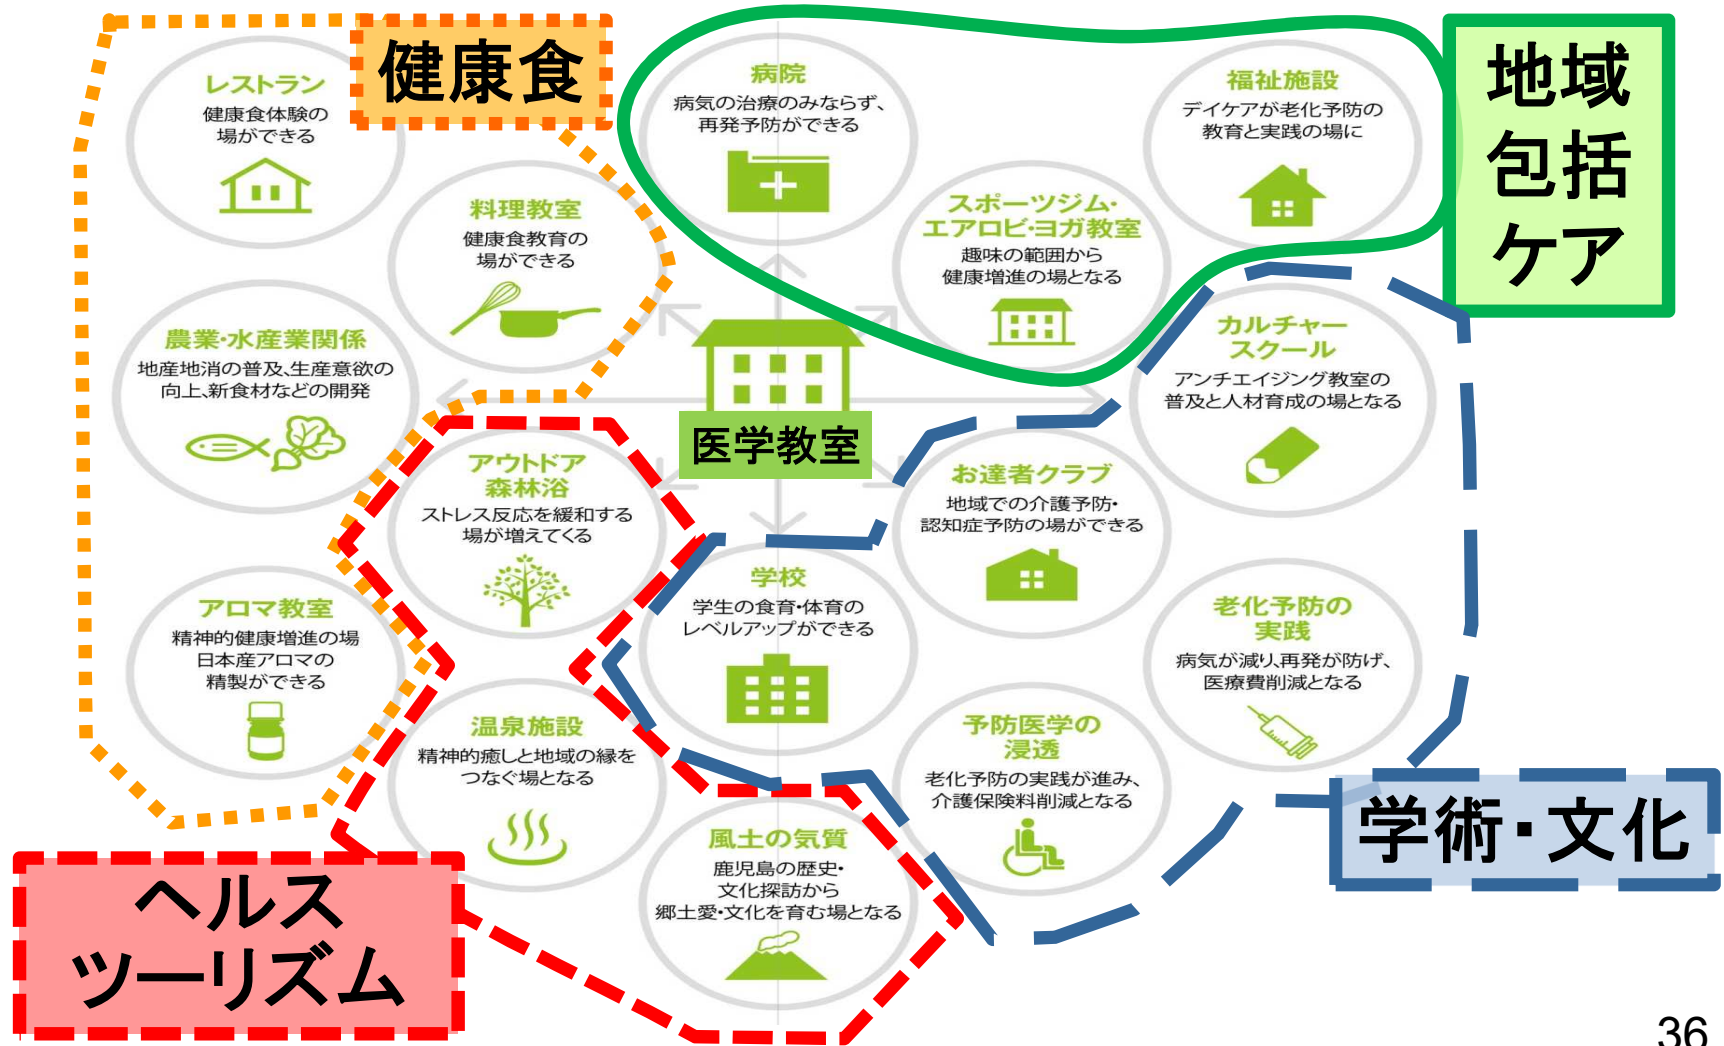 健康食
地域
包括
ケア
レストラン
健康食体験の
場ができる
病院
病気の治療のみならず、
再発予防ができる
福祉施設
デイケアが老化予防の
教育と実践の場に
料理教室
健康食教育の
場ができる
スポーツジム・
エアロビ・ヨガ教室
趣味の範囲から
健康増進の場となる
農業・水産業関係
地産地消の普及、生産意欲の
向上、新食材などの開発
カルチャー
スクール
アンチエイジング教室の
普及と人材育成の場となる
医学教室
アウトドア
森林浴
ストレス反応を緩和する
場が増えてくる
お達者クラブ
地域での介護予防・
認知症予防の場ができる
学校
学生の食育・体育の
レベルアップができる
アロマ教室
精神的健康増進の場
日本産アロマの
精製ができる
老化予防の
実践
病気が減り、再発が防げ、
医療費削減となる
温泉施設
精神的癒しと地域の縁を
つなぐ場となる
予防医学の
浸透
老化予防の実践が進み、
介護保険料削減となる
風土の気質
鹿児島の歴史・
文化探訪から
郷土愛・文化を育む場となる
学術・文化
ヘルス
ツーリズム
36